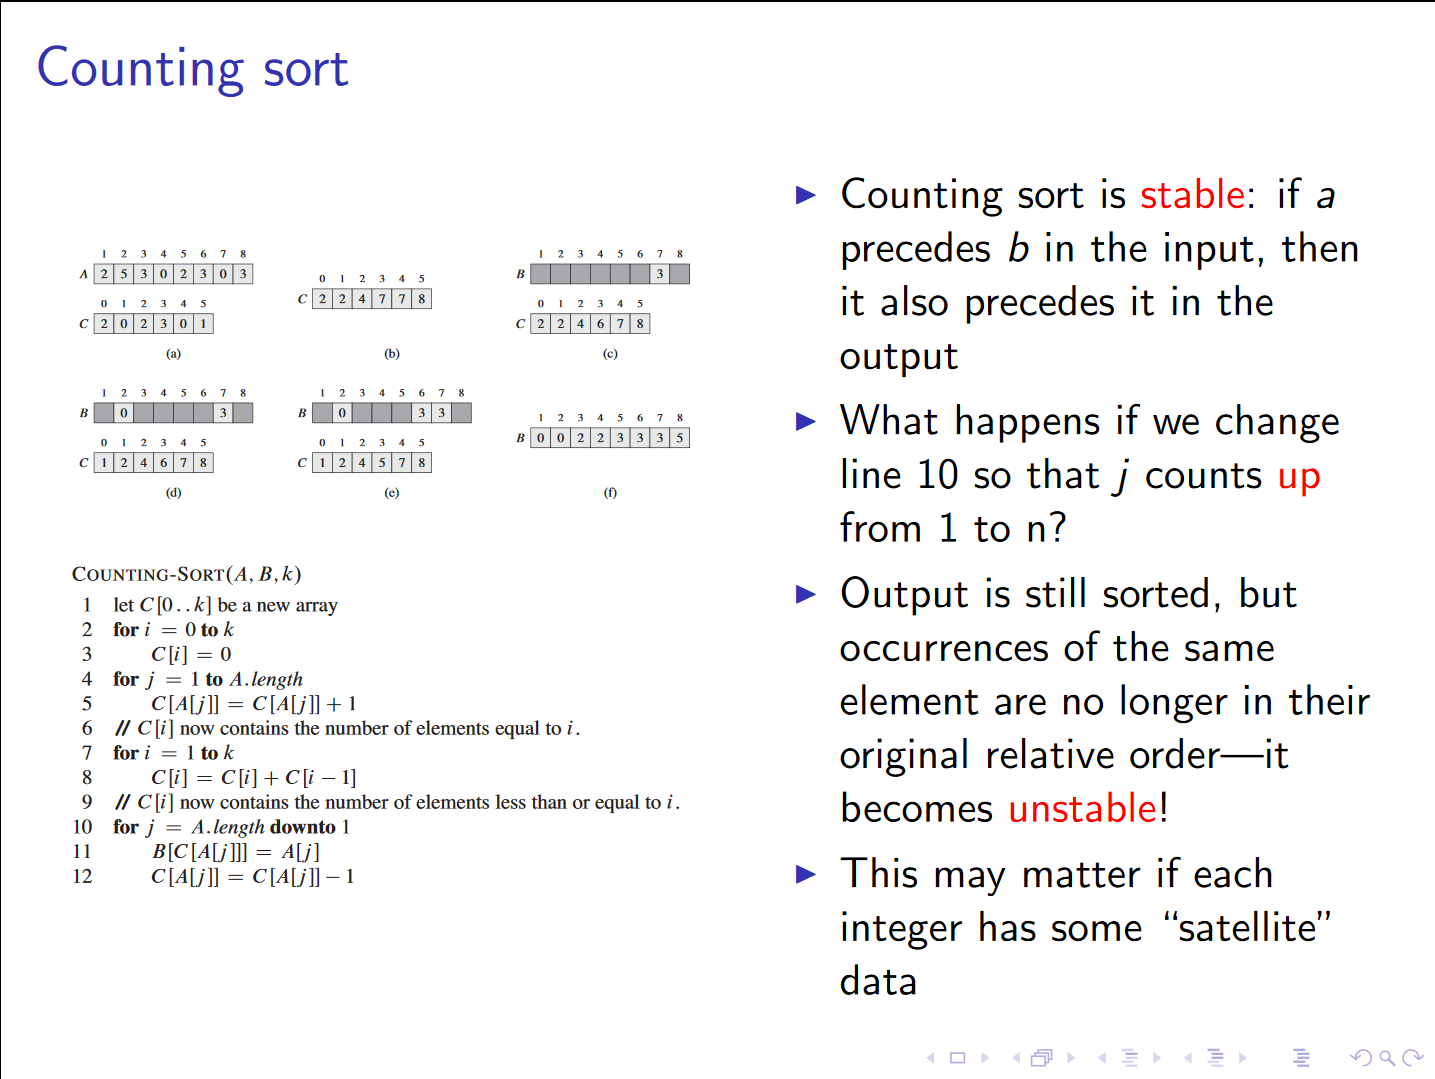 Counting sort
1 2 3 4 5 6 7 8
A 2 5 3 0 2 3 0 3
0 1 2 3 4 5
C 2 0 2 3 0 1
(a)
0 1 2 3 4 5
C 2 2 4 7 7 8
(b)
1 2 3 4 5 6 7 8
B 3
0 1 2 3 4 5
C 2 2 4 6 7 8
(c)
1 2 3 4 5 6 7 8
B 0 3
0 1 2 3 4 5
C 1 2 4 6 7 8
(d)
1 2 3 4 5 6 7 8
B 0 3 3
0 1 2 3 4 5
C 1 2 4 5 7 8
(e)
1 2 3 4 5 6 7 8
B 0 0 2 2 3 3 3 5
(f)
COUNTING-SORT(A, B, k)
1 let C[0..k] be a new array
2 for i = 0 to k
3 C[i] = 0
4 for j = 1 to A.length
5 C[A[j]] = C[A[j]] + 1
6 // C[i] now contains the number of elements equal to i.
7 for i = 1 to k
8 C[i] = C[i] + C[i − 1]
9 // C[i] now contains the number of elements less than or equal to i.
10 for j = A.length downto 1
11 B[C[A[j]]] = A[j]
12 C[A[j]] = C[A[j]] − 1
▶ Counting sort is stable: if a
precedes b in the input, then
it also precedes it in the
output
▶ What happens if we change
line 10 so that j counts up
from 1 to n?
▶ Output is still sorted, but
occurrences of the same
element are no longer in their
original relative order—it
becomes unstable!
▶ This may matter if each
integer has some “satellite”
data